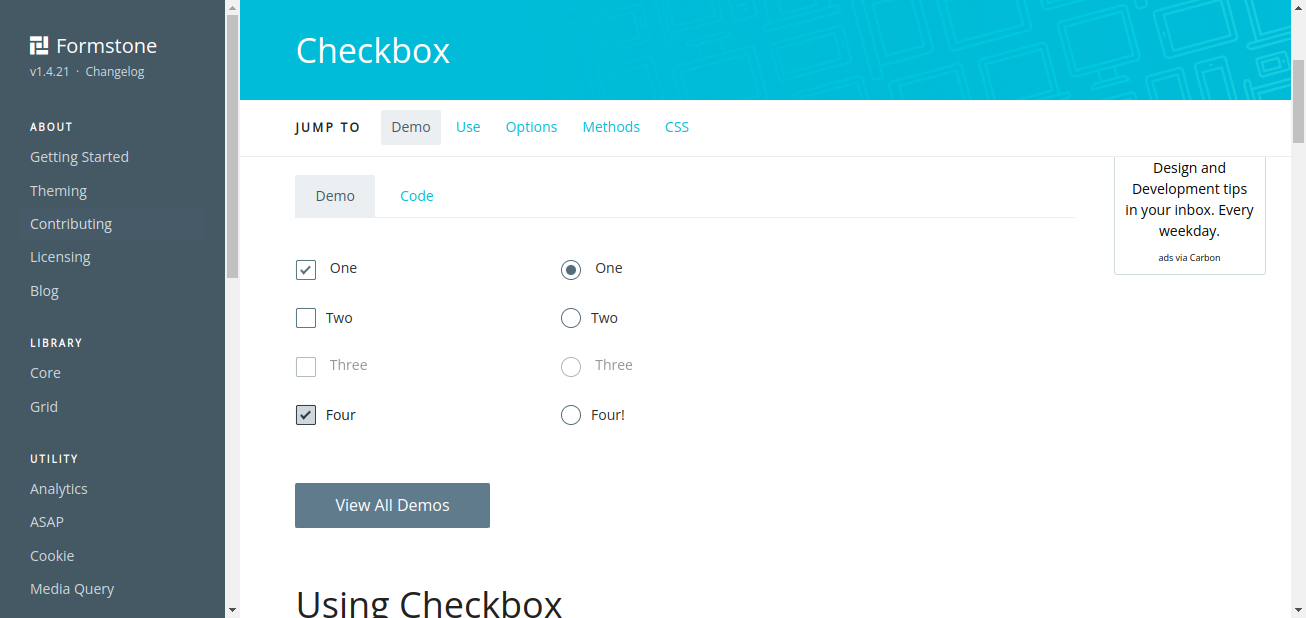 Formstone
v1.4.21 · Changelog
ABOUT
Getting Started
Theming
Contributing
Licensing
Blog
LIBRARY
Core
Grid
UTILITY
Analytics
ASAP
Cookie
Media Query
Checkbox
JUMP TO Demo Use Options Methods CSS
Demo Code
One One
Two Two
Three Three
Four Four!
View All Demos
Using Checkbox
Design and
Development tips
in your inbox. Every
weekday.
ads via Carbon